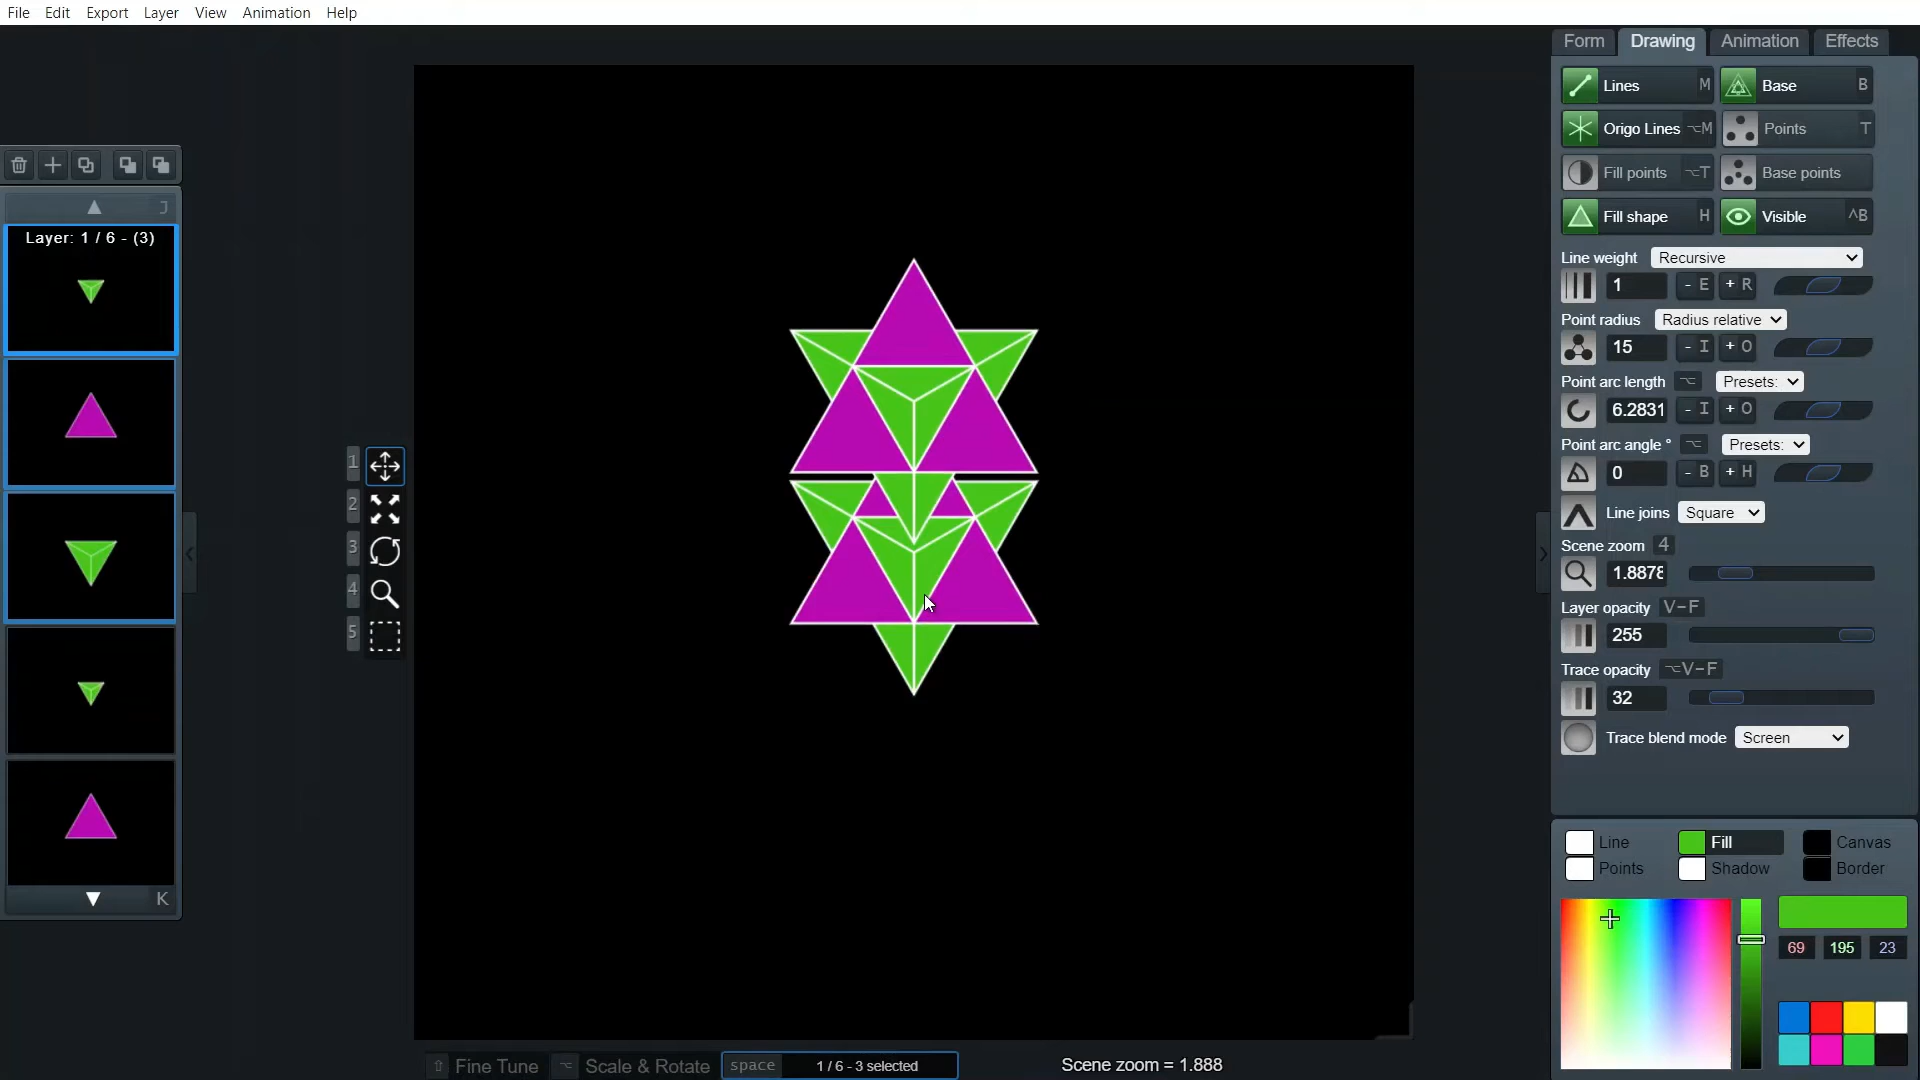 File Edit Export Layer View Animation Help
Form Drawing Animation Effects
Lines M Base B
Origo Lines ⌥M Points T
Fill points ⌥T Base points
Fill shape H Visible ^B
Line weight Recursive
1 - E + R
Point radius Radius relative
15 - I + O
Point arc length ⌥ Presets:
6.2831 - I + O
Point arc angle ° ⌥ Presets:
0 - B + H
Line joins Square
Scene zoom 4
1.8878
Layer opacity V-F
255
Trace opacity ⌥V-F
32
Trace blend mode Screen
Line Fill Canvas
Points Shadow Border
69 195 23
J
Layer: 1 / 6 - (3)
K
1
2
3
4
5
⇧ Fine Tune ⌥ Scale & Rotate space 1 / 6 - 3 selected Scene zoom = 1.888